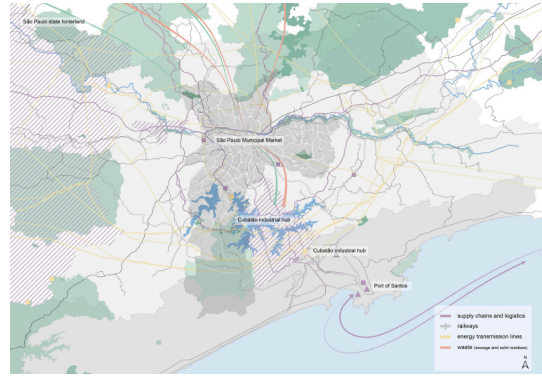 São Paulo state hinterland
São Paulo Municipal Market
Cubatão industrial hub
Cubatão industrial hub
Port of Santos
supply chains and logistics
railways
energy transmission lines
waste (sewage and solid residues)
N